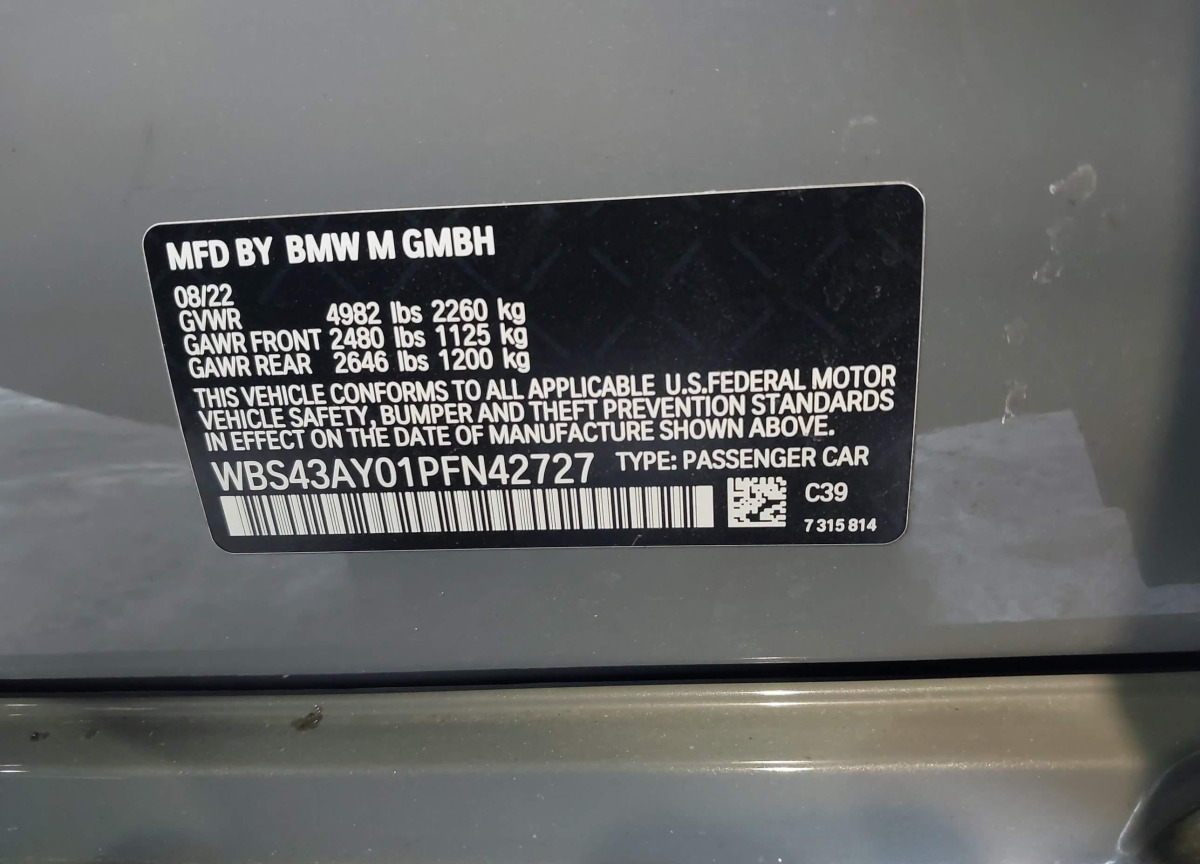 MFD BY BMW M GMBH
08/22
GVWR 4982 lbs 2260 kg
GAWR FRONT 2480 lbs 1125 kg
GAWR REAR 2646 lbs 1200 kg
THIS VEHICLE CONFORMS TO ALL APPLICABLE U.S.FEDERAL MOTOR
VEHICLE SAFETY, BUMPER AND THEFT PREVENTION STANDARDS
IN EFFECT ON THE DATE OF MANUFACTURE SHOWN ABOVE.
WBS43AY01PFN42727 TYPE: PASSENGER CAR
C39
7 315 814